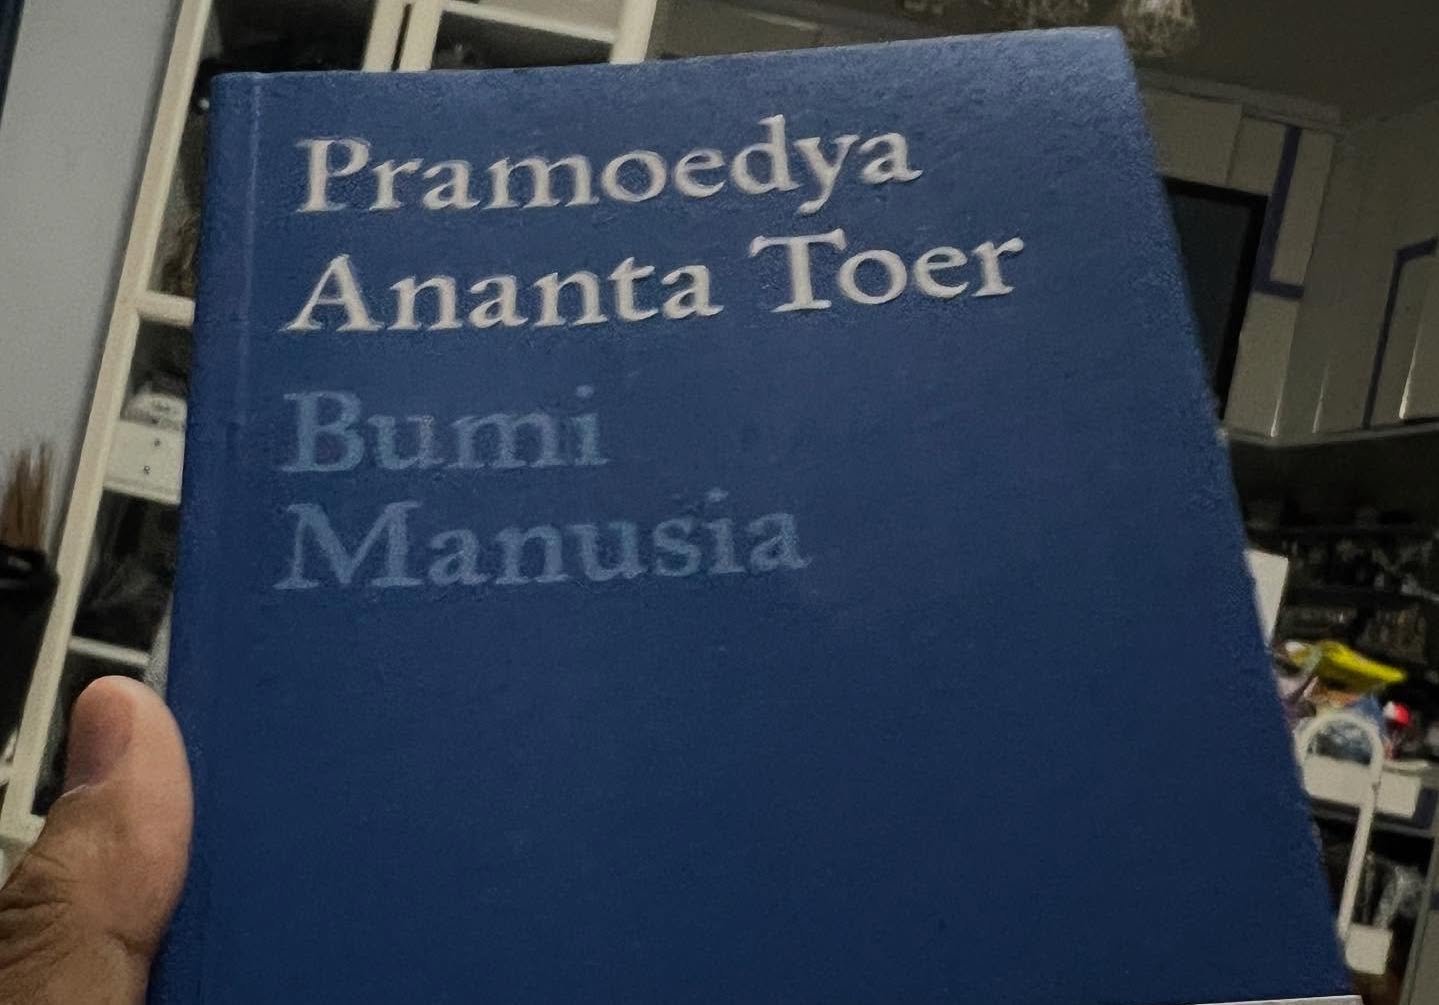 Pramoedya
Ananta Toer
Bumi
Manusia